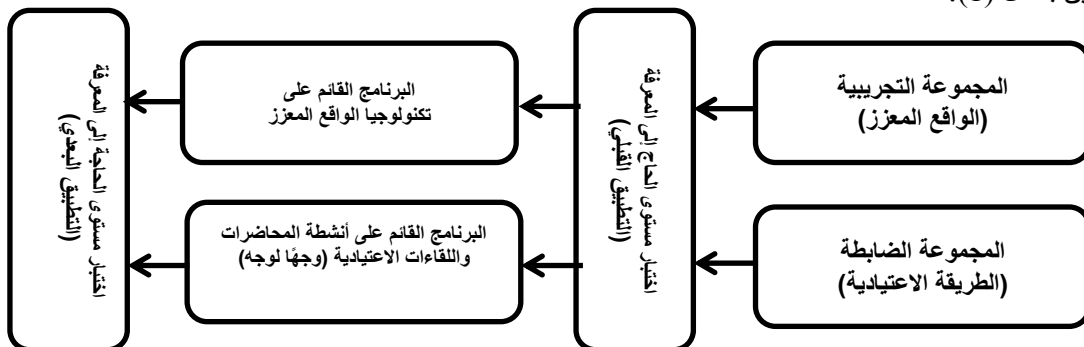 المجموعة التجريبية
(الواقع المعزز)
المجموعة الضابطة
(الطريقة الاعتيادية)
اختبار مستوى الحاج إلى المعرفة
(التطبيق القبلي)
البرنامج القائم على
تكنولوجيا الواقع المعزز
البرنامج القائم على أنشطة المحاضرات
واللقاءات الاعتيادية (وجهًا لوجه)
اختبار مستوى الحاجة إلى المعرفة
(التطبيق البعدي)